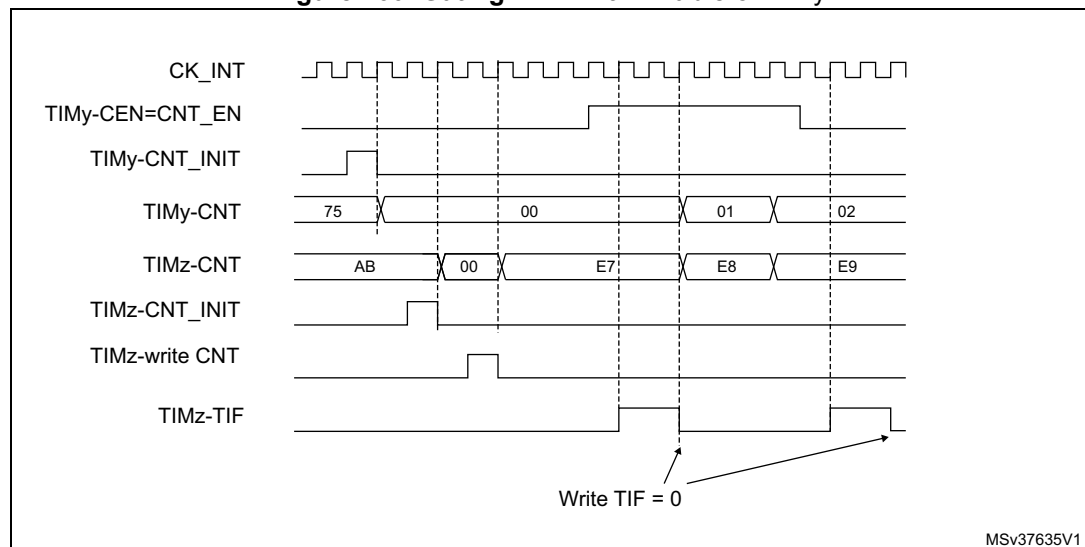 CK_INT
TIMy-CEN=CNT_EN
TIMy-CNT_INIT
TIMy-CNT 75 00 01 02
TIMz-CNT AB 00 E7 E8 E9
TIMz-CNT_INIT
TIMz-write CNT
TIMz-TIF
Write TIF = 0
MSv37635V1